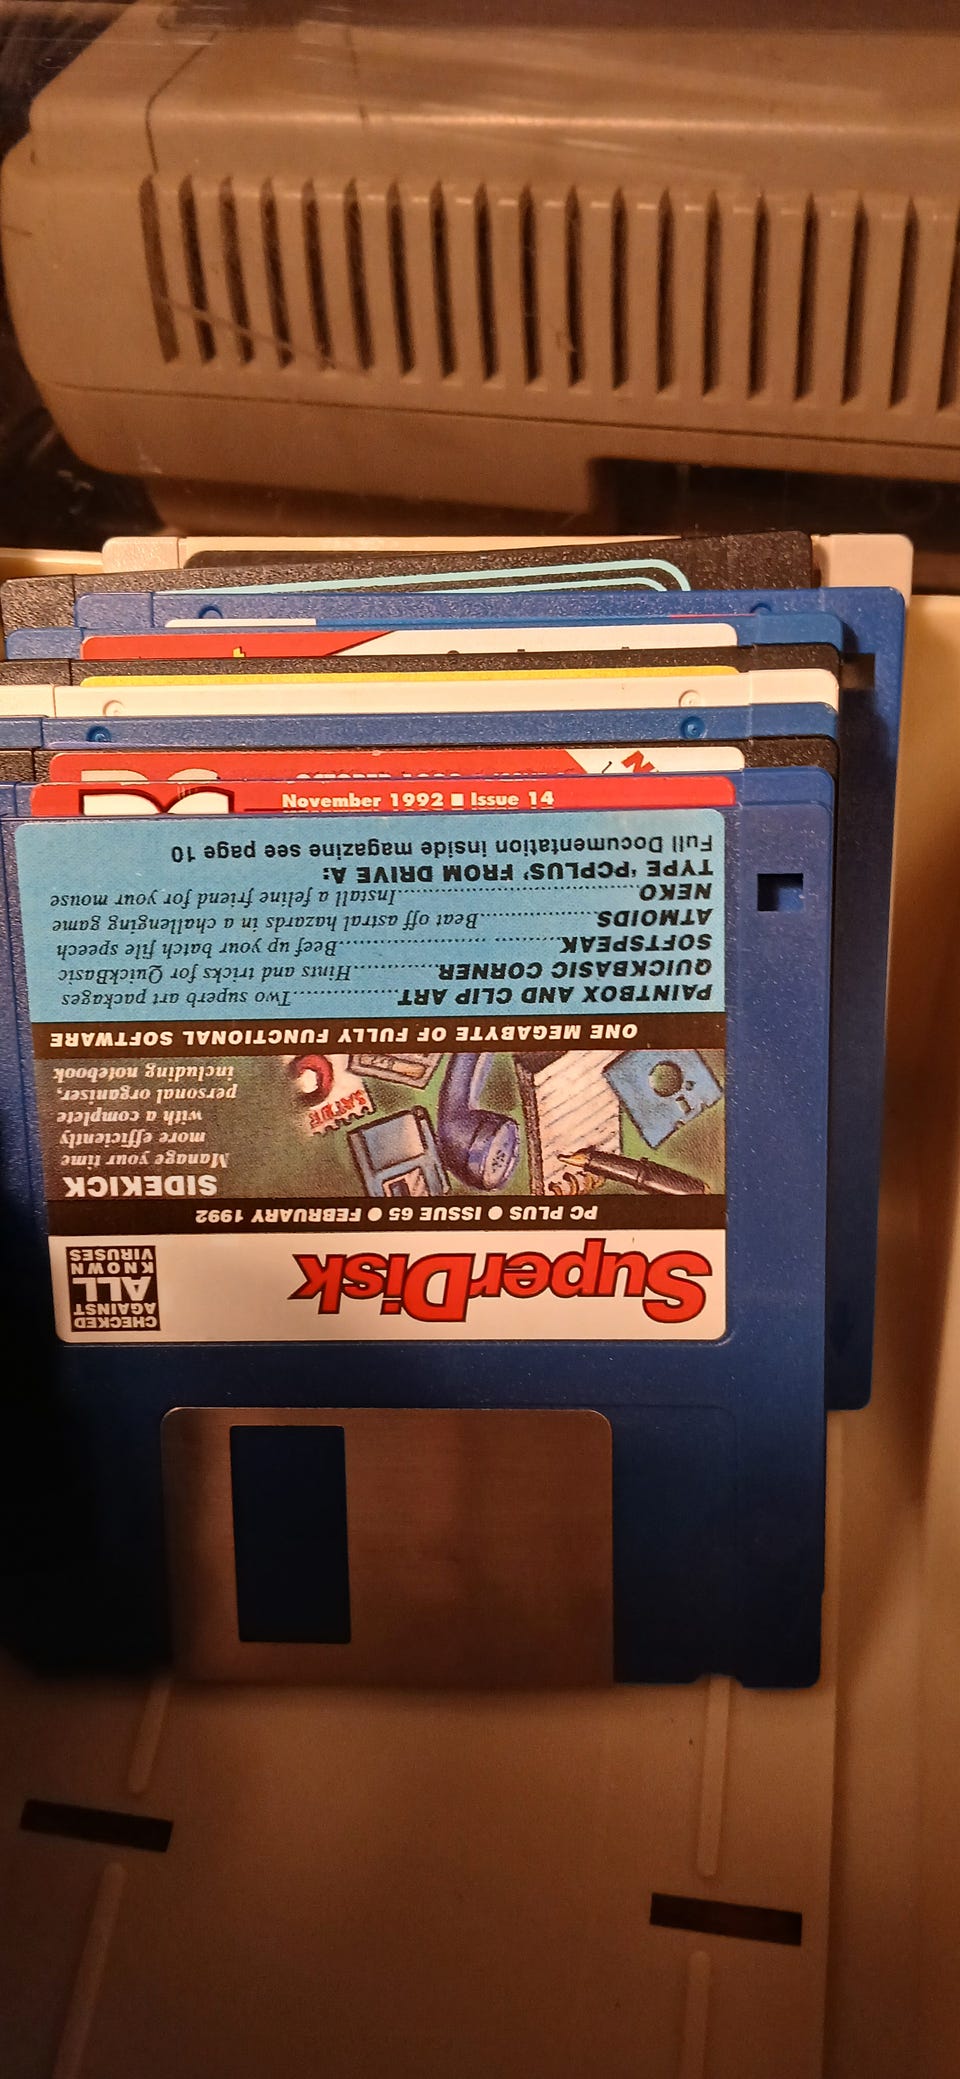 November 1992 ■ Issue 14
SuperDisk
CHECKED
AGAINST
ALL
KNOWN
VIRUSES
PC PLUS ● ISSUE 65 ● FEBRUARY 1992
SIDEKICK
Manage your time
more efficiently
with a complete
personal organiser,
including notebook
ONE MEGABYTE OF FULLY FUNCTIONAL SOFTWARE
PAINTBOX AND CLIP ART..................Two superb art packages
QUICKBASIC CORNER..............Hints and tricks for QuickBasic
SOFTSPEAK..............................Beef up your batch file speech
ATMOIDS....................Beat off astral hazards in a challenging game
NEKO........................................Install a feline friend for your mouse
TYPE 'PCPLUS' FROM DRIVE A:
Full Documentation inside magazine see page 10